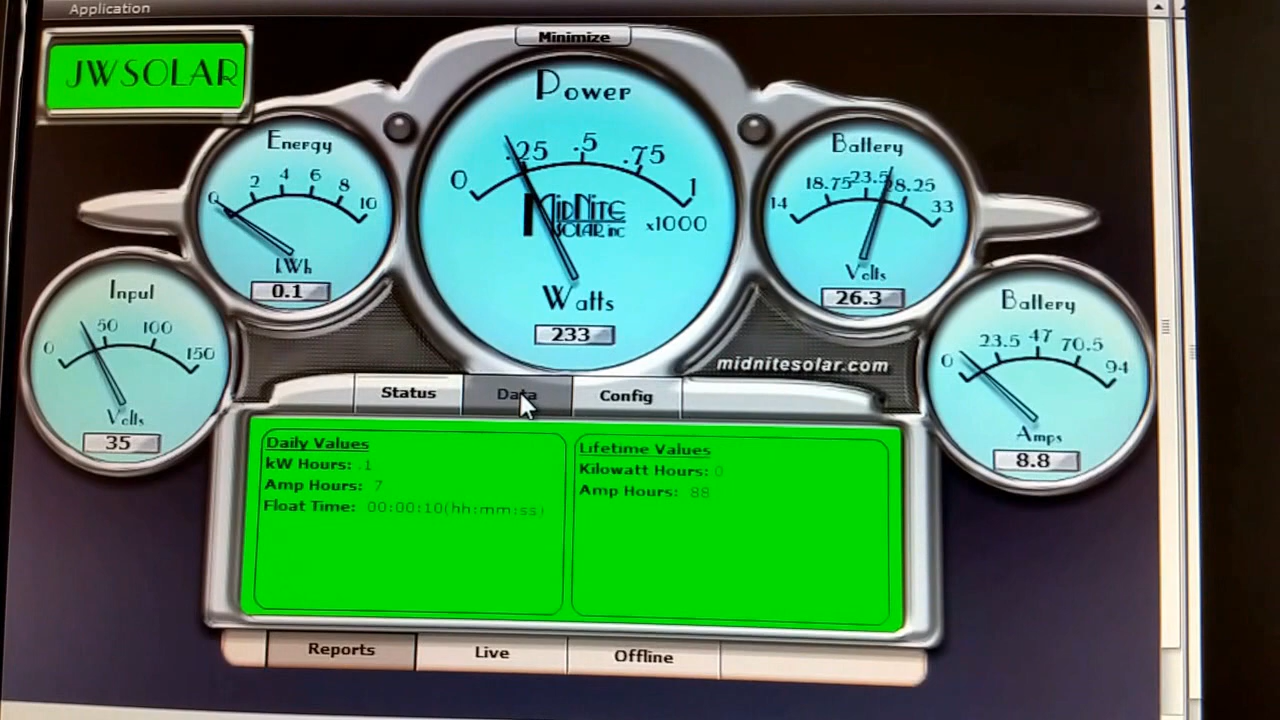 Application
JWSOLAR
Minimize
Power
0 .25 .5 .75 1
x1000
MidNite
SOLAR inc
Watts
233
Energy
0 2 4 6 8 10
kWh
0.1
Battery
14 18.75 23.5 28.25 33
Volts
26.3
Input
0 50 100 150
Volts
35
Battery
0 23.5 47 70.5 94
Amps
8.8
midnitesolar.com
Status Data Config
Daily Values
kW Hours: .1
Amp Hours: 7
Float Time: 00:00:10(hh:mm:ss)
Lifetime Values
Kilowatt Hours: 0
Amp Hours: 88
Reports Live Offline